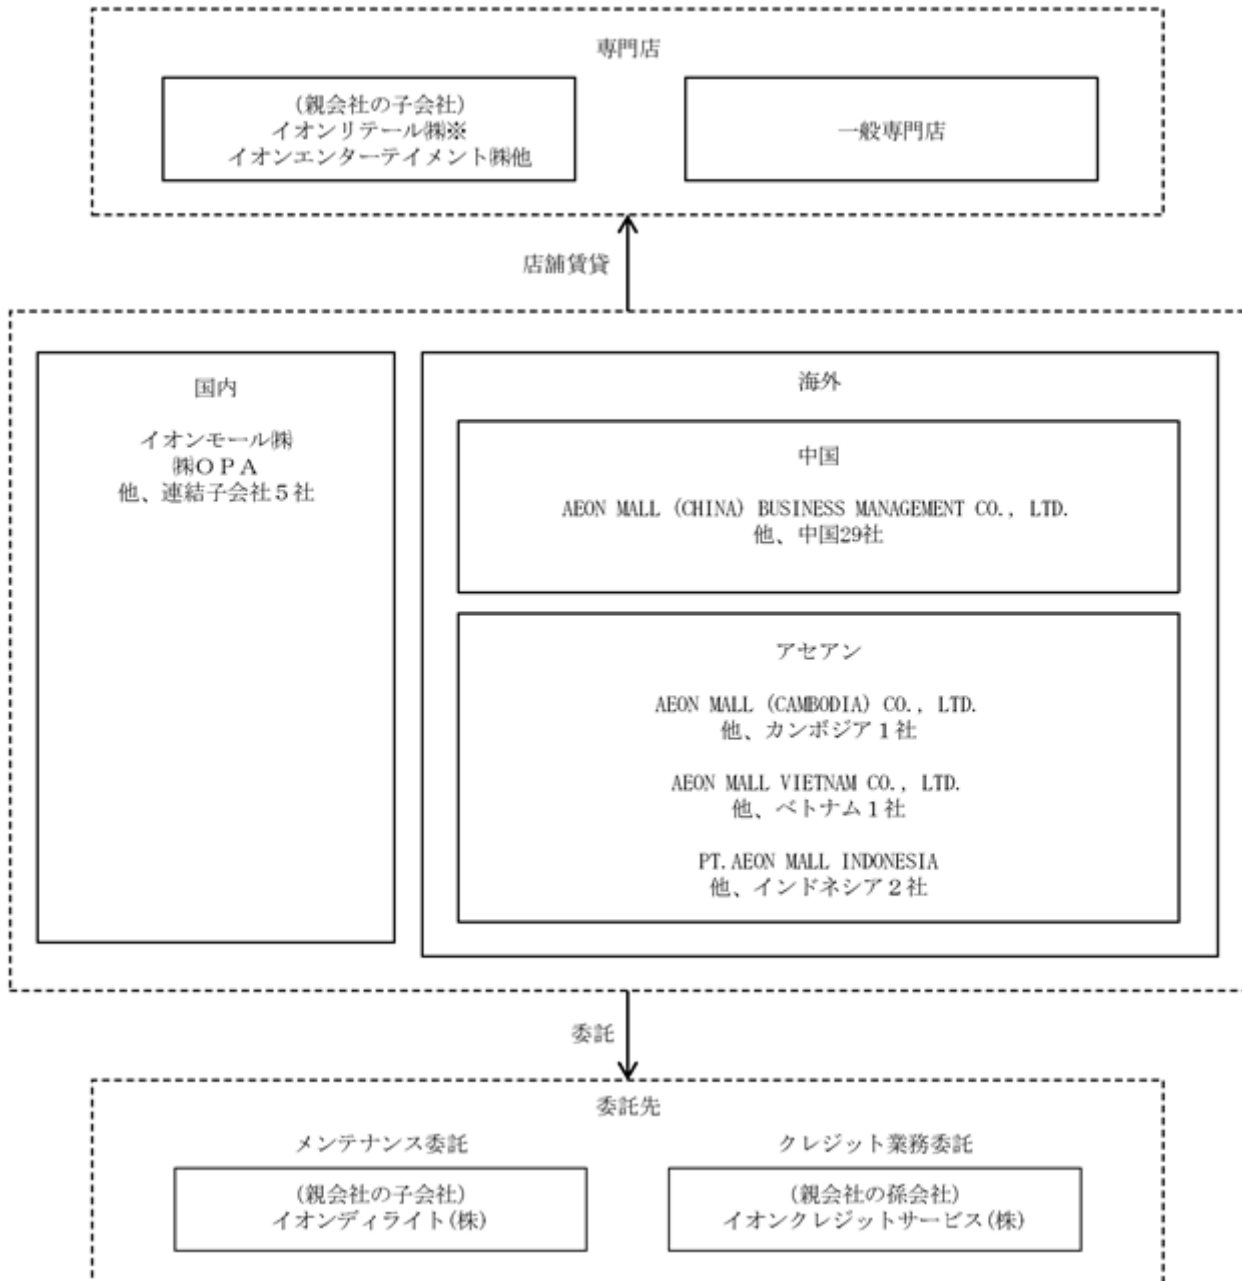 専門店
(親会社の子会社)
イオンリテール㈱※
イオンエンターテイメント㈱他
一般専門店
店舗賃貸
国内
イオンモール㈱
㈱ＯＰＡ
他、連結子会社５社
海外
中国
AEON MALL (CHINA) BUSINESS MANAGEMENT CO., LTD.
他、中国29社
アセアン
AEON MALL (CAMBODIA) CO., LTD.
他、カンボジア１社
AEON MALL VIETNAM CO., LTD.
他、ベトナム１社
PT.AEON MALL INDONESIA
他、インドネシア２社
委託
委託先
メンテナンス委託
(親会社の子会社)
イオンディライト(株)
クレジット業務委託
(親会社の孫会社)
イオンクレジットサービス(株)